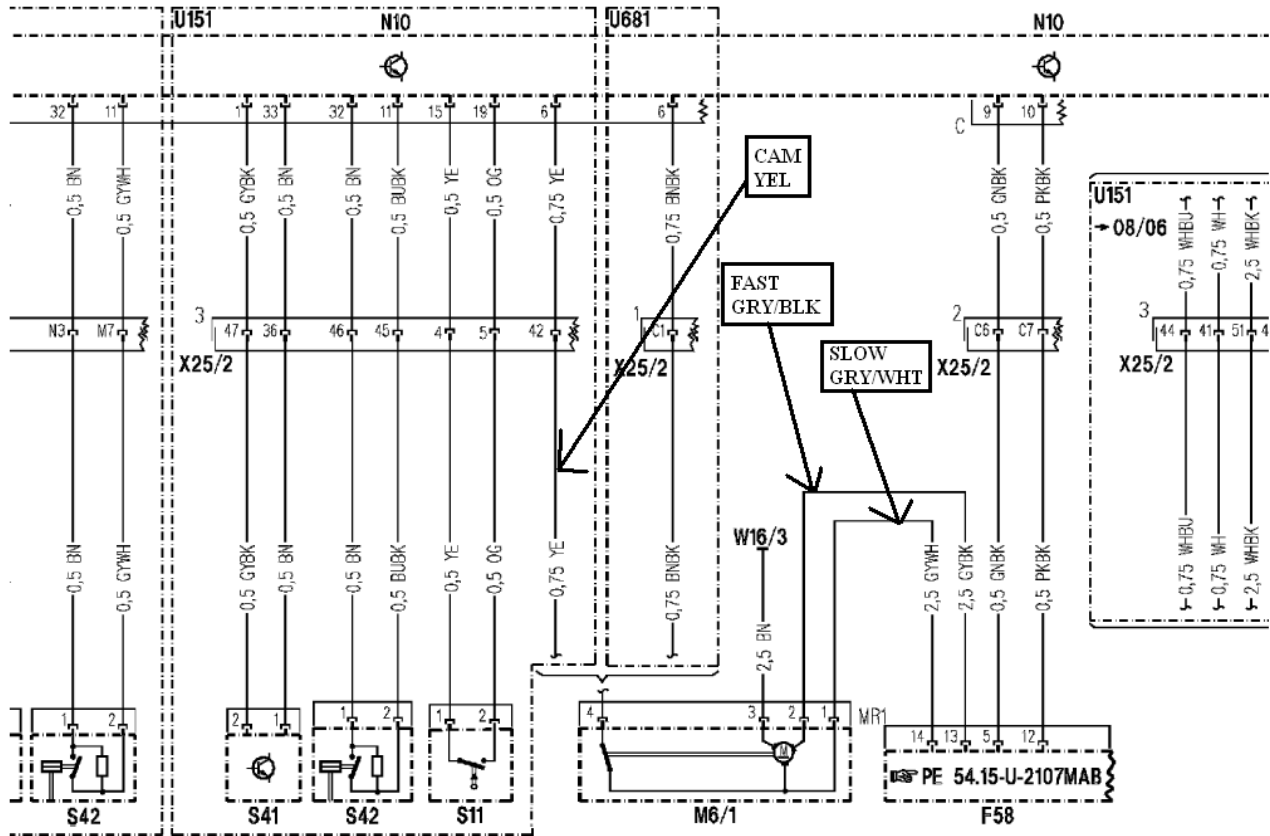 U151
N10
U681
N10
32
11
1
33
32
11
15
19
6
6
C
9
10
0,5 BN
0,5 GYWH
0,5 GYBK
0,5 BN
0,5 BN
0,5 BUBK
0,5 YE
0,5 OG
0,75 YE
0,75 BNBK
CAM
YEL
0,5 GNBK
0,5 PKBK
U151
→ 08/06
0,75 WHBU
0,75 WH
2,5 WHBK
FAST
GRY/BLK
SLOW
GRY/WHT
N3
M7
3
47
36
46
45
4
5
42
X25/2
1
C1
X25/2
2
C6
C7
X25/2
3
44
41
51
4
X25/2
W16/3
0,5 BN
0,5 GYWH
0,5 GYBK
0,5 BN
0,5 BN
0,5 BUBK
0,5 YE
0,5 OG
0,75 YE
0,75 BNBK
2,5 BN
2,5 GYWH
2,5 GYBK
0,5 GNBK
0,5 PKBK
0,75 WHBU
0,75 WH
2,5 WHBK
1
2
2
1
1
2
1
2
4
3
2
1
MR1
14
13
5
12
M
PE 54.15-U-2107MAB
S42
S41
S42
S11
M6/1
F58